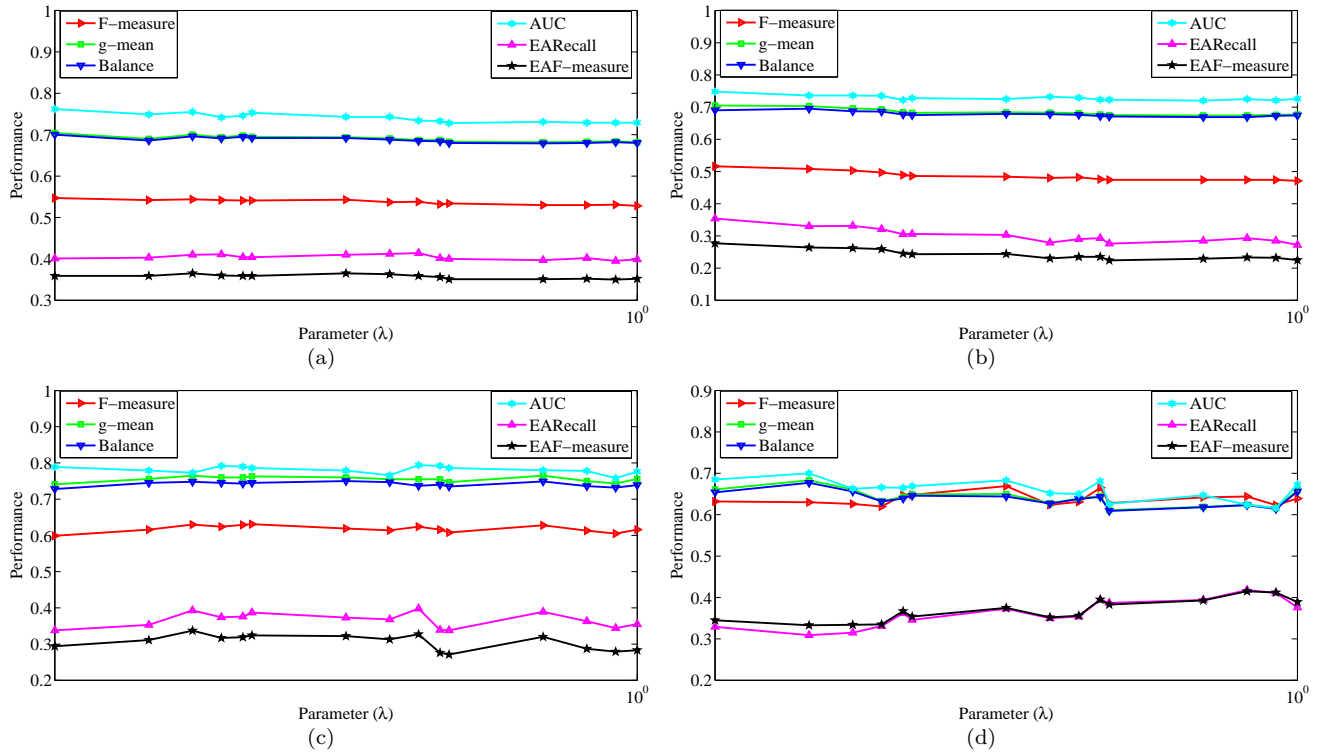 1
0.9
0.8
0.7
0.6
0.5
0.4
0.3
Performance
F−measure
g−mean
Balance
AUC
EARecall
EAF−measure
10^0
Parameter (λ)
(a)
1
0.9
0.8
0.7
0.6
0.5
0.4
0.3
0.2
0.1
Performance
F−measure
g−mean
Balance
AUC
EARecall
EAF−measure
10^0
Parameter (λ)
(b)
1
0.9
0.8
0.7
0.6
0.5
0.4
0.3
0.2
Performance
F−measure
g−mean
Balance
AUC
EARecall
EAF−measure
10^0
Parameter (λ)
(c)
0.9
0.8
0.7
0.6
0.5
0.4
0.3
0.2
Performance
F−measure
g−mean
Balance
AUC
EARecall
EAF−measure
10^0
Parameter (λ)
(d)